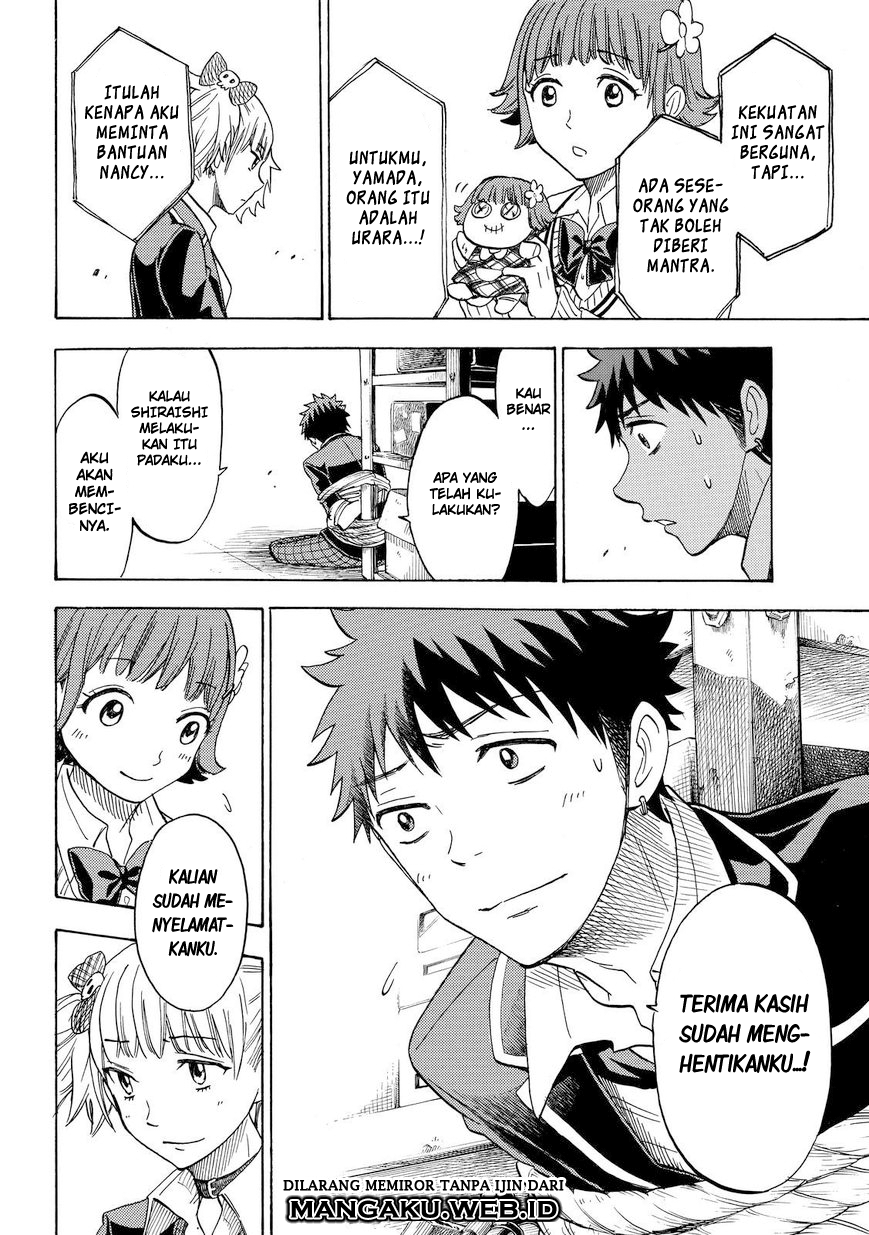 KEKUATAN
INI SANGAT
BERGUNA,
TAPI...
ADA SESE-
ORANG YANG
TAK BOLEH
DIBERI
MANTRA.
UNTUKMU,
YAMADA,
ORANG ITU
ADALAH
URARA...!
ITULAH
KENAPA AKU
MEMINTA
BANTUAN
NANCY...
KAU
BENAR
...
APA YANG
TELAH KU-
LAKUKAN?
KALAU
SHIRAISHI
MELAKU-
KAN ITU
PADAKU...
AKU
AKAN
MEM-
BENCI-
NYA.
TERIMA KASIH
SUDAH MENG-
HENTIKANKU...!
KALIAN
SUDAH ME-
NYELAMAT-
KANKU.
DILARANG MEMIROR TANPA IJIN DARI
MANGAKU.WEB.ID